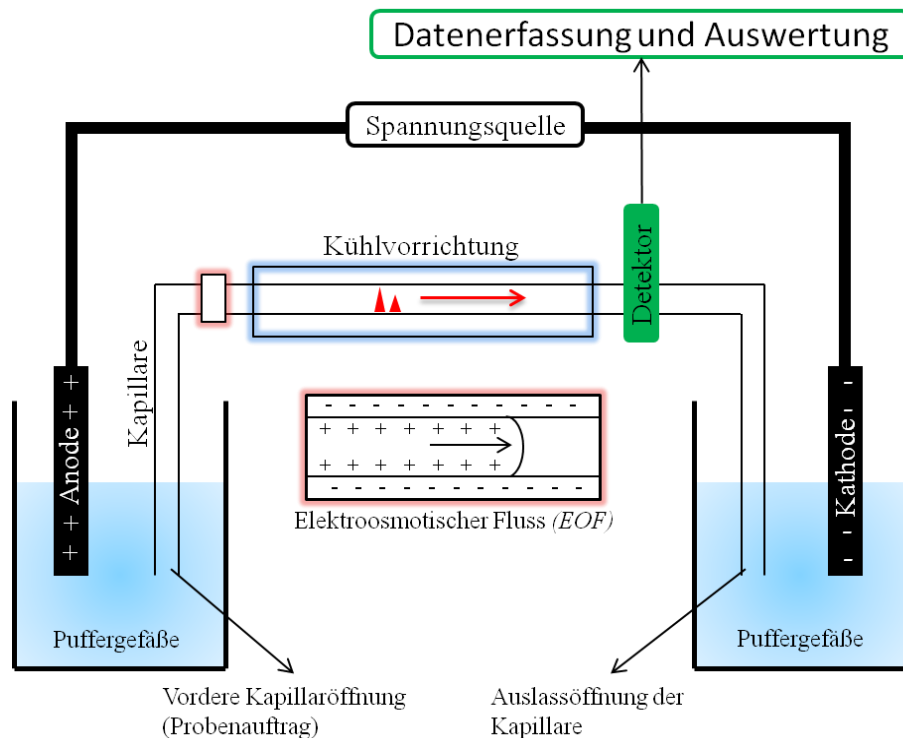 Datenerfassung und Auswertung
Spannungsquelle
Kühlvorrichtung
Detektor
Kapillare
+ + Anode + +
- - Kathode - -
- - - - - - - - - -
+ + + + + + +
+ + + + + + +
- - - - - - - - - -
Elektroosmotischer Fluss (EOF)
Puffergefäße
Puffergefäße
Vordere Kapillaröffnung
(Probenauftrag)
Auslassöffnung der
Kapillare